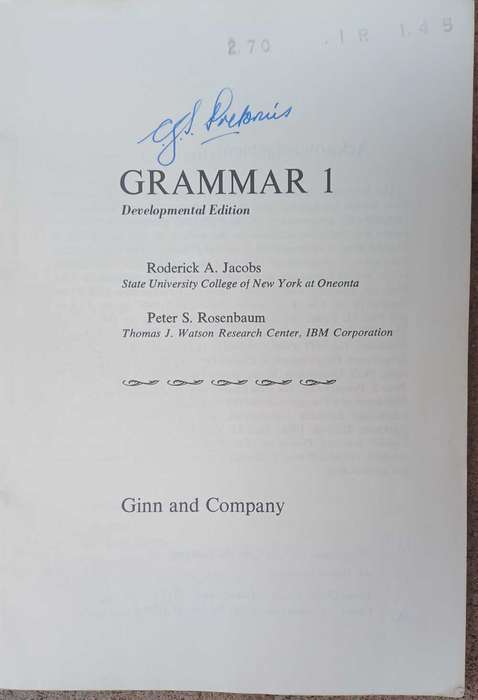 2.70 .1 R 1.45
GRAMMAR 1
Developmental Edition
Roderick A. Jacobs
State University College of New York at Oneonta
Peter S. Rosenbaum
Thomas J. Watson Research Center, IBM Corporation
Ginn and Company